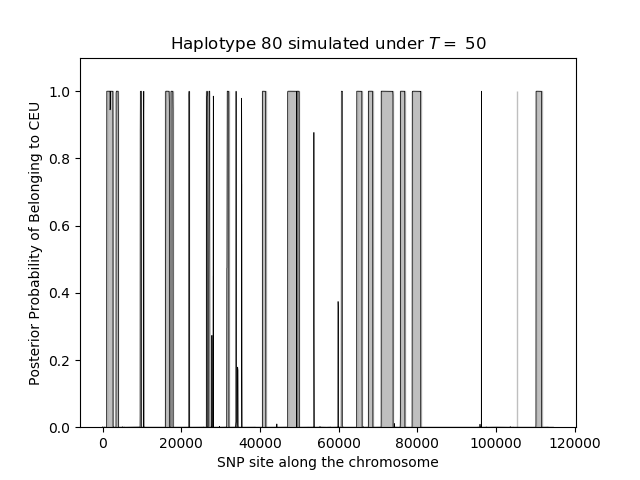 Haplotype 80 simulated under T = 50
Posterior Probability of Belonging to CEU
1.0
0.8
0.6
0.4
0.2
0.0
0 20000 40000 60000 80000 100000 120000
SNP site along the chromosome